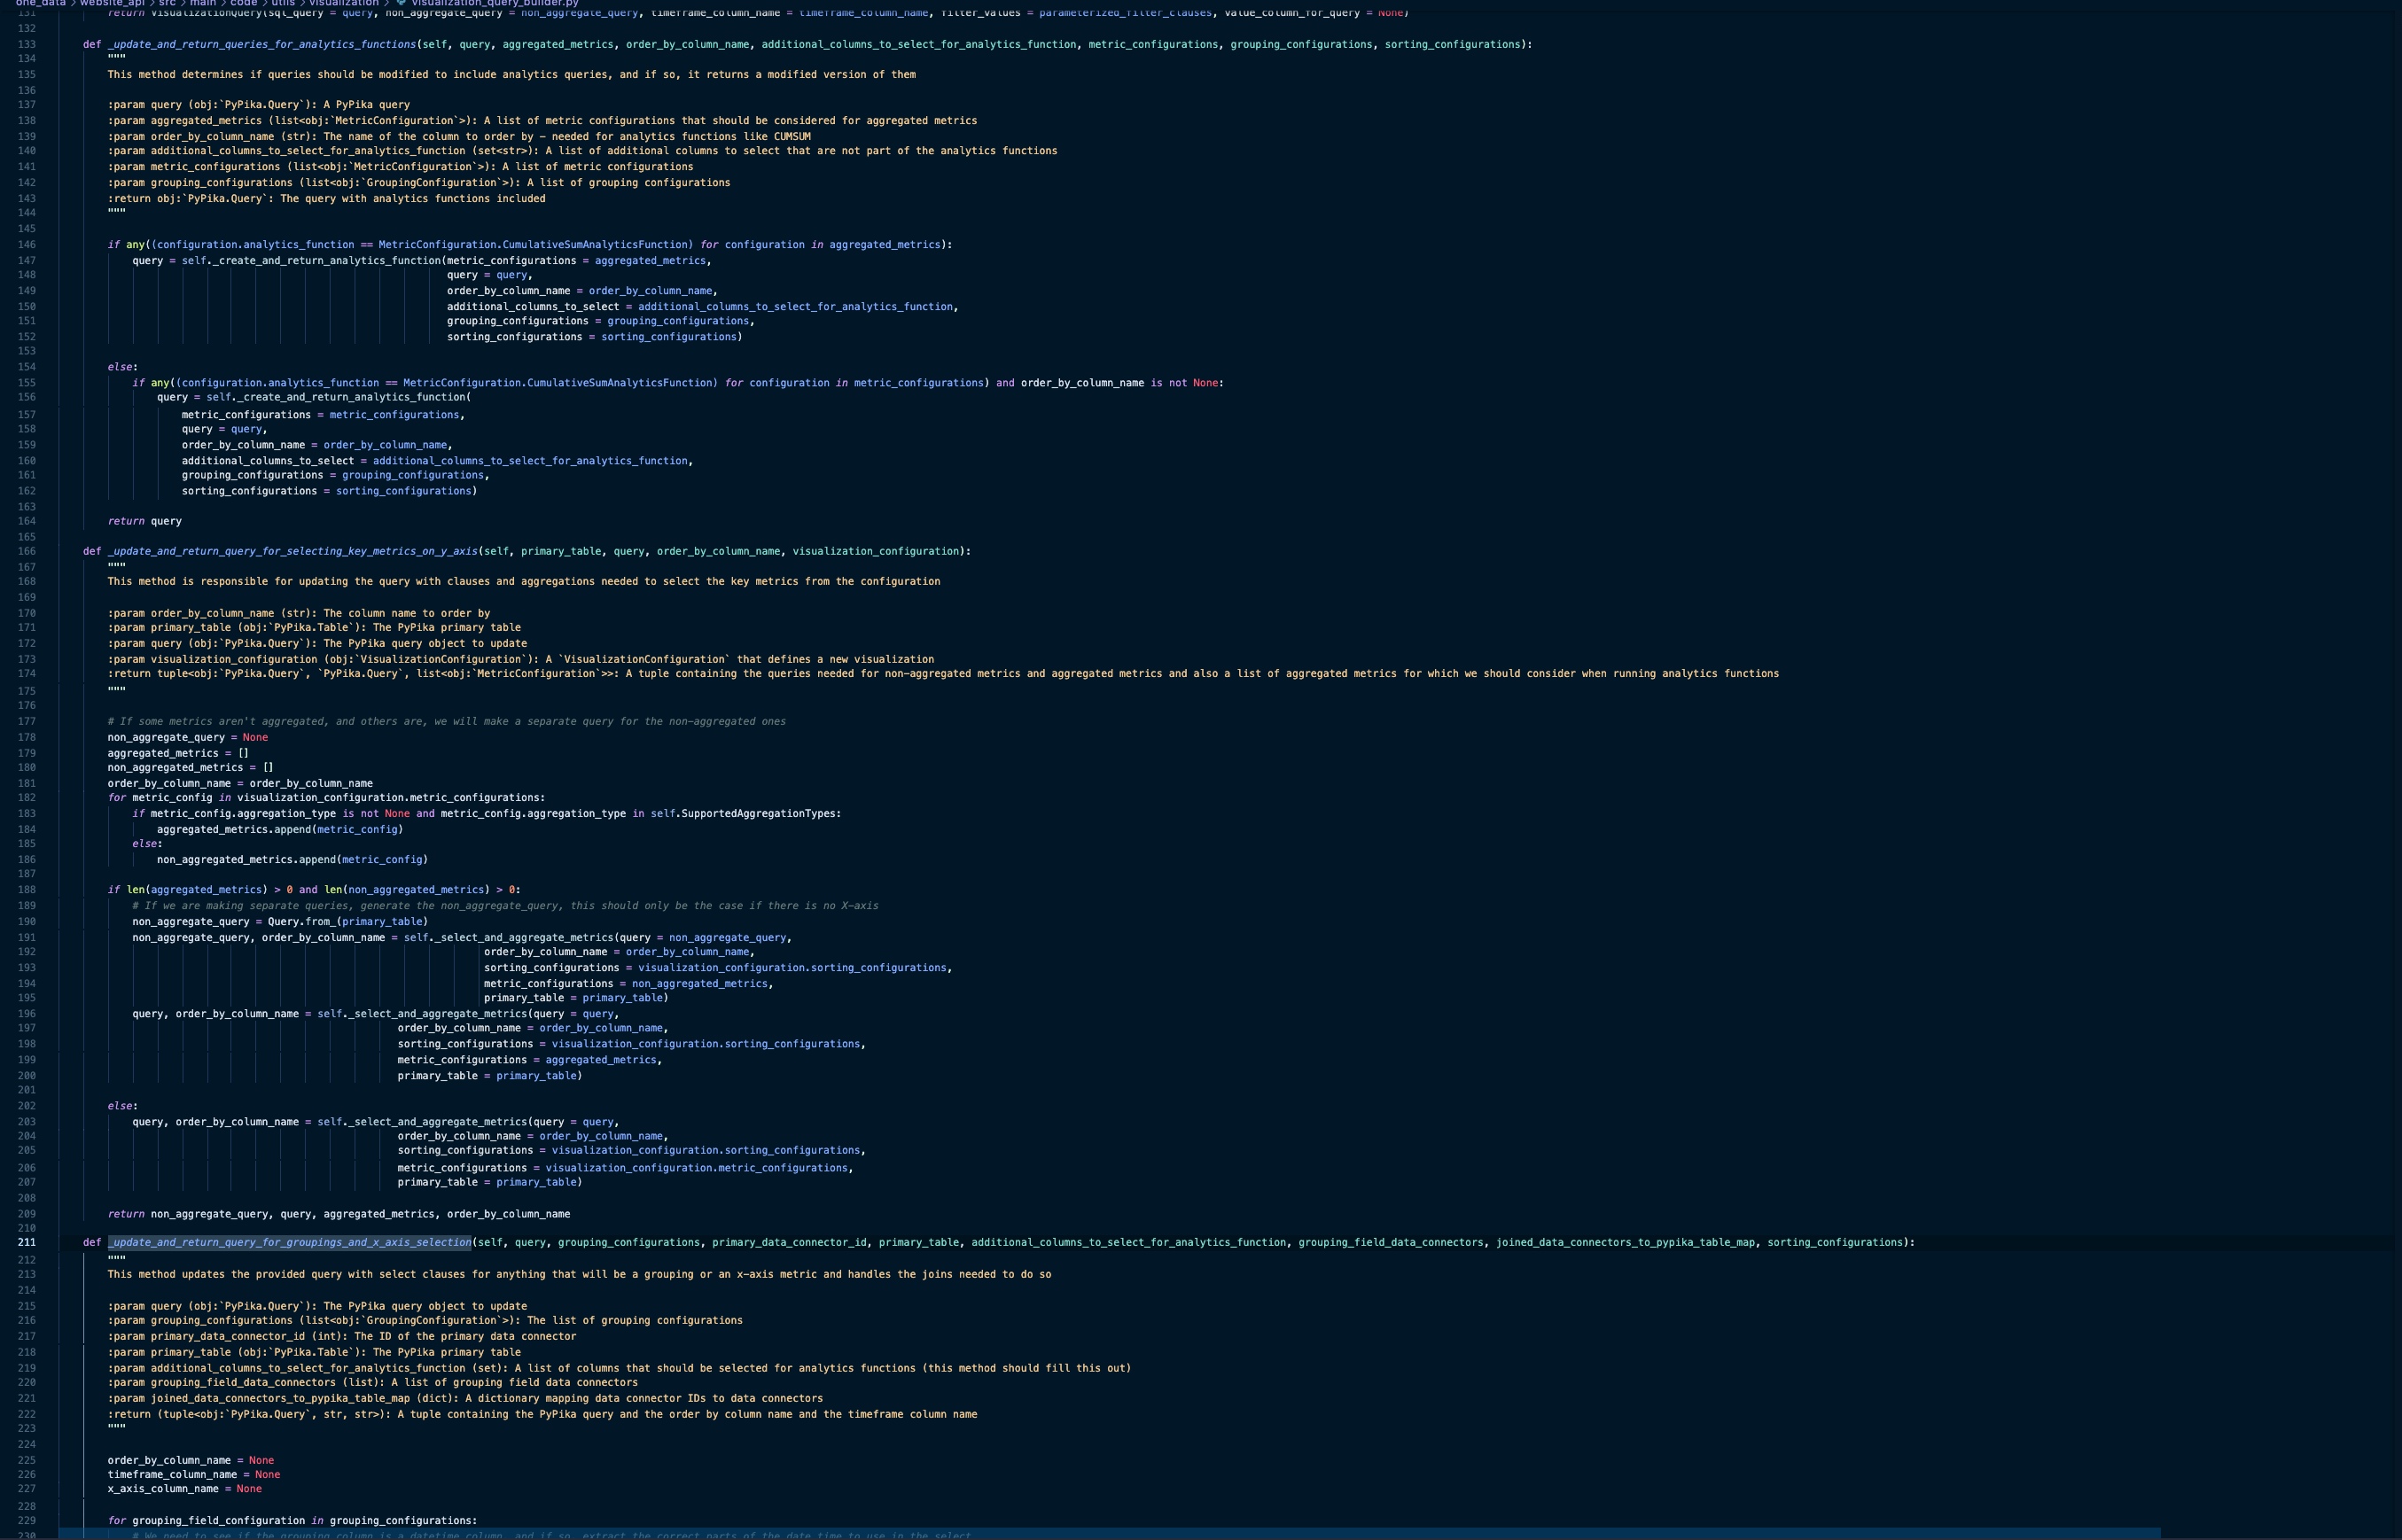 one_data > website_api > src > main > code > utils > visualization > visualization_query_builder.py
131 return VisualizationQuery(sql_query = query, non_aggregate_query = non_aggregate_query, timeframe_column_name = timeframe_column_name, filter_values = parameterized_filter_clauses, value_column_for_query = None)
132
133 def _update_and_return_queries_for_analytics_functions(self, query, aggregated_metrics, order_by_column_name, additional_columns_to_select_for_analytics_function, metric_configurations, grouping_configurations, sorting_configurations):
134 """
135 This method determines if queries should be modified to include analytics queries, and if so, it returns a modified version of them
136
137 :param query (obj:`PyPika.Query`): A PyPika query
138 :param aggregated_metrics (list<obj:`MetricConfiguration`>): A list of metric configurations that should be considered for aggregated metrics
139 :param order_by_column_name (str): The name of the column to order by – needed for analytics functions like CUMSUM
140 :param additional_columns_to_select_for_analytics_function (set<str>): A list of additional columns to select that are not part of the analytics functions
141 :param metric_configurations (list<obj:`MetricConfiguration`>): A list of metric configurations
142 :param grouping_configurations (list<obj:`GroupingConfiguration`>): A list of grouping configurations
143 :return obj:`PyPika.Query`: The query with analytics functions included
144 """
145
146 if any((configuration.analytics_function == MetricConfiguration.CumulativeSumAnalyticsFunction) for configuration in aggregated_metrics):
147 query = self._create_and_return_analytics_function(metric_configurations = aggregated_metrics,
148 query = query,
149 order_by_column_name = order_by_column_name,
150 additional_columns_to_select = additional_columns_to_select_for_analytics_function,
151 grouping_configurations = grouping_configurations,
152 sorting_configurations = sorting_configurations)
153
154 else:
155 if any((configuration.analytics_function == MetricConfiguration.CumulativeSumAnalyticsFunction) for configuration in metric_configurations) and order_by_column_name is not None:
156 query = self._create_and_return_analytics_function(
157 metric_configurations = metric_configurations,
158 query = query,
159 order_by_column_name = order_by_column_name,
160 additional_columns_to_select = additional_columns_to_select_for_analytics_function,
161 grouping_configurations = grouping_configurations,
162 sorting_configurations = sorting_configurations)
163
164 return query
165
166 def _update_and_return_query_for_selecting_key_metrics_on_y_axis(self, primary_table, query, order_by_column_name, visualization_configuration):
167 """
168 This method is responsible for updating the query with clauses and aggregations needed to select the key metrics from the configuration
169
170 :param order_by_column_name (str): The column name to order by
171 :param primary_table (obj:`PyPika.Table`): The PyPika primary table
172 :param query (obj:`PyPika.Query`): The PyPika query object to update
173 :param visualization_configuration (obj:`VisualizationConfiguration`): A `VisualizationConfiguration` that defines a new visualization
174 :return tuple<obj:`PyPika.Query`, `PyPika.Query`, list<obj:`MetricConfiguration`>>: A tuple containing the queries needed for non-aggregated metrics and aggregated metrics and also a list of aggregated metrics for which we should consider when running analytics functions
175 """
176
177 # If some metrics aren't aggregated, and others are, we will make a separate query for the non-aggregated ones
178 non_aggregate_query = None
179 aggregated_metrics = []
180 non_aggregated_metrics = []
181 order_by_column_name = order_by_column_name
182 for metric_config in visualization_configuration.metric_configurations:
183 if metric_config.aggregation_type is not None and metric_config.aggregation_type in self.SupportedAggregationTypes:
184 aggregated_metrics.append(metric_config)
185 else:
186 non_aggregated_metrics.append(metric_config)
187
188 if len(aggregated_metrics) > 0 and len(non_aggregated_metrics) > 0:
189 # If we are making separate queries, generate the non_aggregate_query, this should only be the case if there is no X-axis
190 non_aggregate_query = Query.from_(primary_table)
191 non_aggregate_query, order_by_column_name = self._select_and_aggregate_metrics(query = non_aggregate_query,
192 order_by_column_name = order_by_column_name,
193 sorting_configurations = visualization_configuration.sorting_configurations,
194 metric_configurations = non_aggregated_metrics,
195 primary_table = primary_table)
196 query, order_by_column_name = self._select_and_aggregate_metrics(query = query,
197 order_by_column_name = order_by_column_name,
198 sorting_configurations = visualization_configuration.sorting_configurations,
199 metric_configurations = aggregated_metrics,
200 primary_table = primary_table)
201
202 else:
203 query, order_by_column_name = self._select_and_aggregate_metrics(query = query,
204 order_by_column_name = order_by_column_name,
205 sorting_configurations = visualization_configuration.sorting_configurations,
206 metric_configurations = visualization_configuration.metric_configurations,
207 primary_table = primary_table)
208
209 return non_aggregate_query, query, aggregated_metrics, order_by_column_name
210
211 def _update_and_return_query_for_groupings_and_x_axis_selection(self, query, grouping_configurations, primary_data_connector_id, primary_table, additional_columns_to_select_for_analytics_function, grouping_field_data_connectors, joined_data_connectors_to_pypika_table_map, sorting_configurations):
212 """
213 This method updates the provided query with select clauses for anything that will be a grouping or an x-axis metric and handles the joins needed to do so
214
215 :param query (obj:`PyPika.Query`): The PyPika query object to update
216 :param grouping_configurations (list<obj:`GroupingConfiguration`>): The list of grouping configurations
217 :param primary_data_connector_id (int): The ID of the primary data connector
218 :param primary_table (obj:`PyPika.Table`): The PyPika primary table
219 :param additional_columns_to_select_for_analytics_function (set): A list of columns that should be selected for analytics functions (this method should fill this out)
220 :param grouping_field_data_connectors (list): A list of grouping field data connectors
221 :param joined_data_connectors_to_pypika_table_map (dict): A dictionary mapping data connector IDs to data connectors
222 :return (tuple<obj:`PyPika.Query`, str, str>): A tuple containing the PyPika query and the order by column name and the timeframe column name
223 """
224
225 order_by_column_name = None
226 timeframe_column_name = None
227 x_axis_column_name = None
228
229 for grouping_field_configuration in grouping_configurations:
230 # We need to see if the grouping column is a datetime column, and if so, extract the correct parts of the date time to use in the select